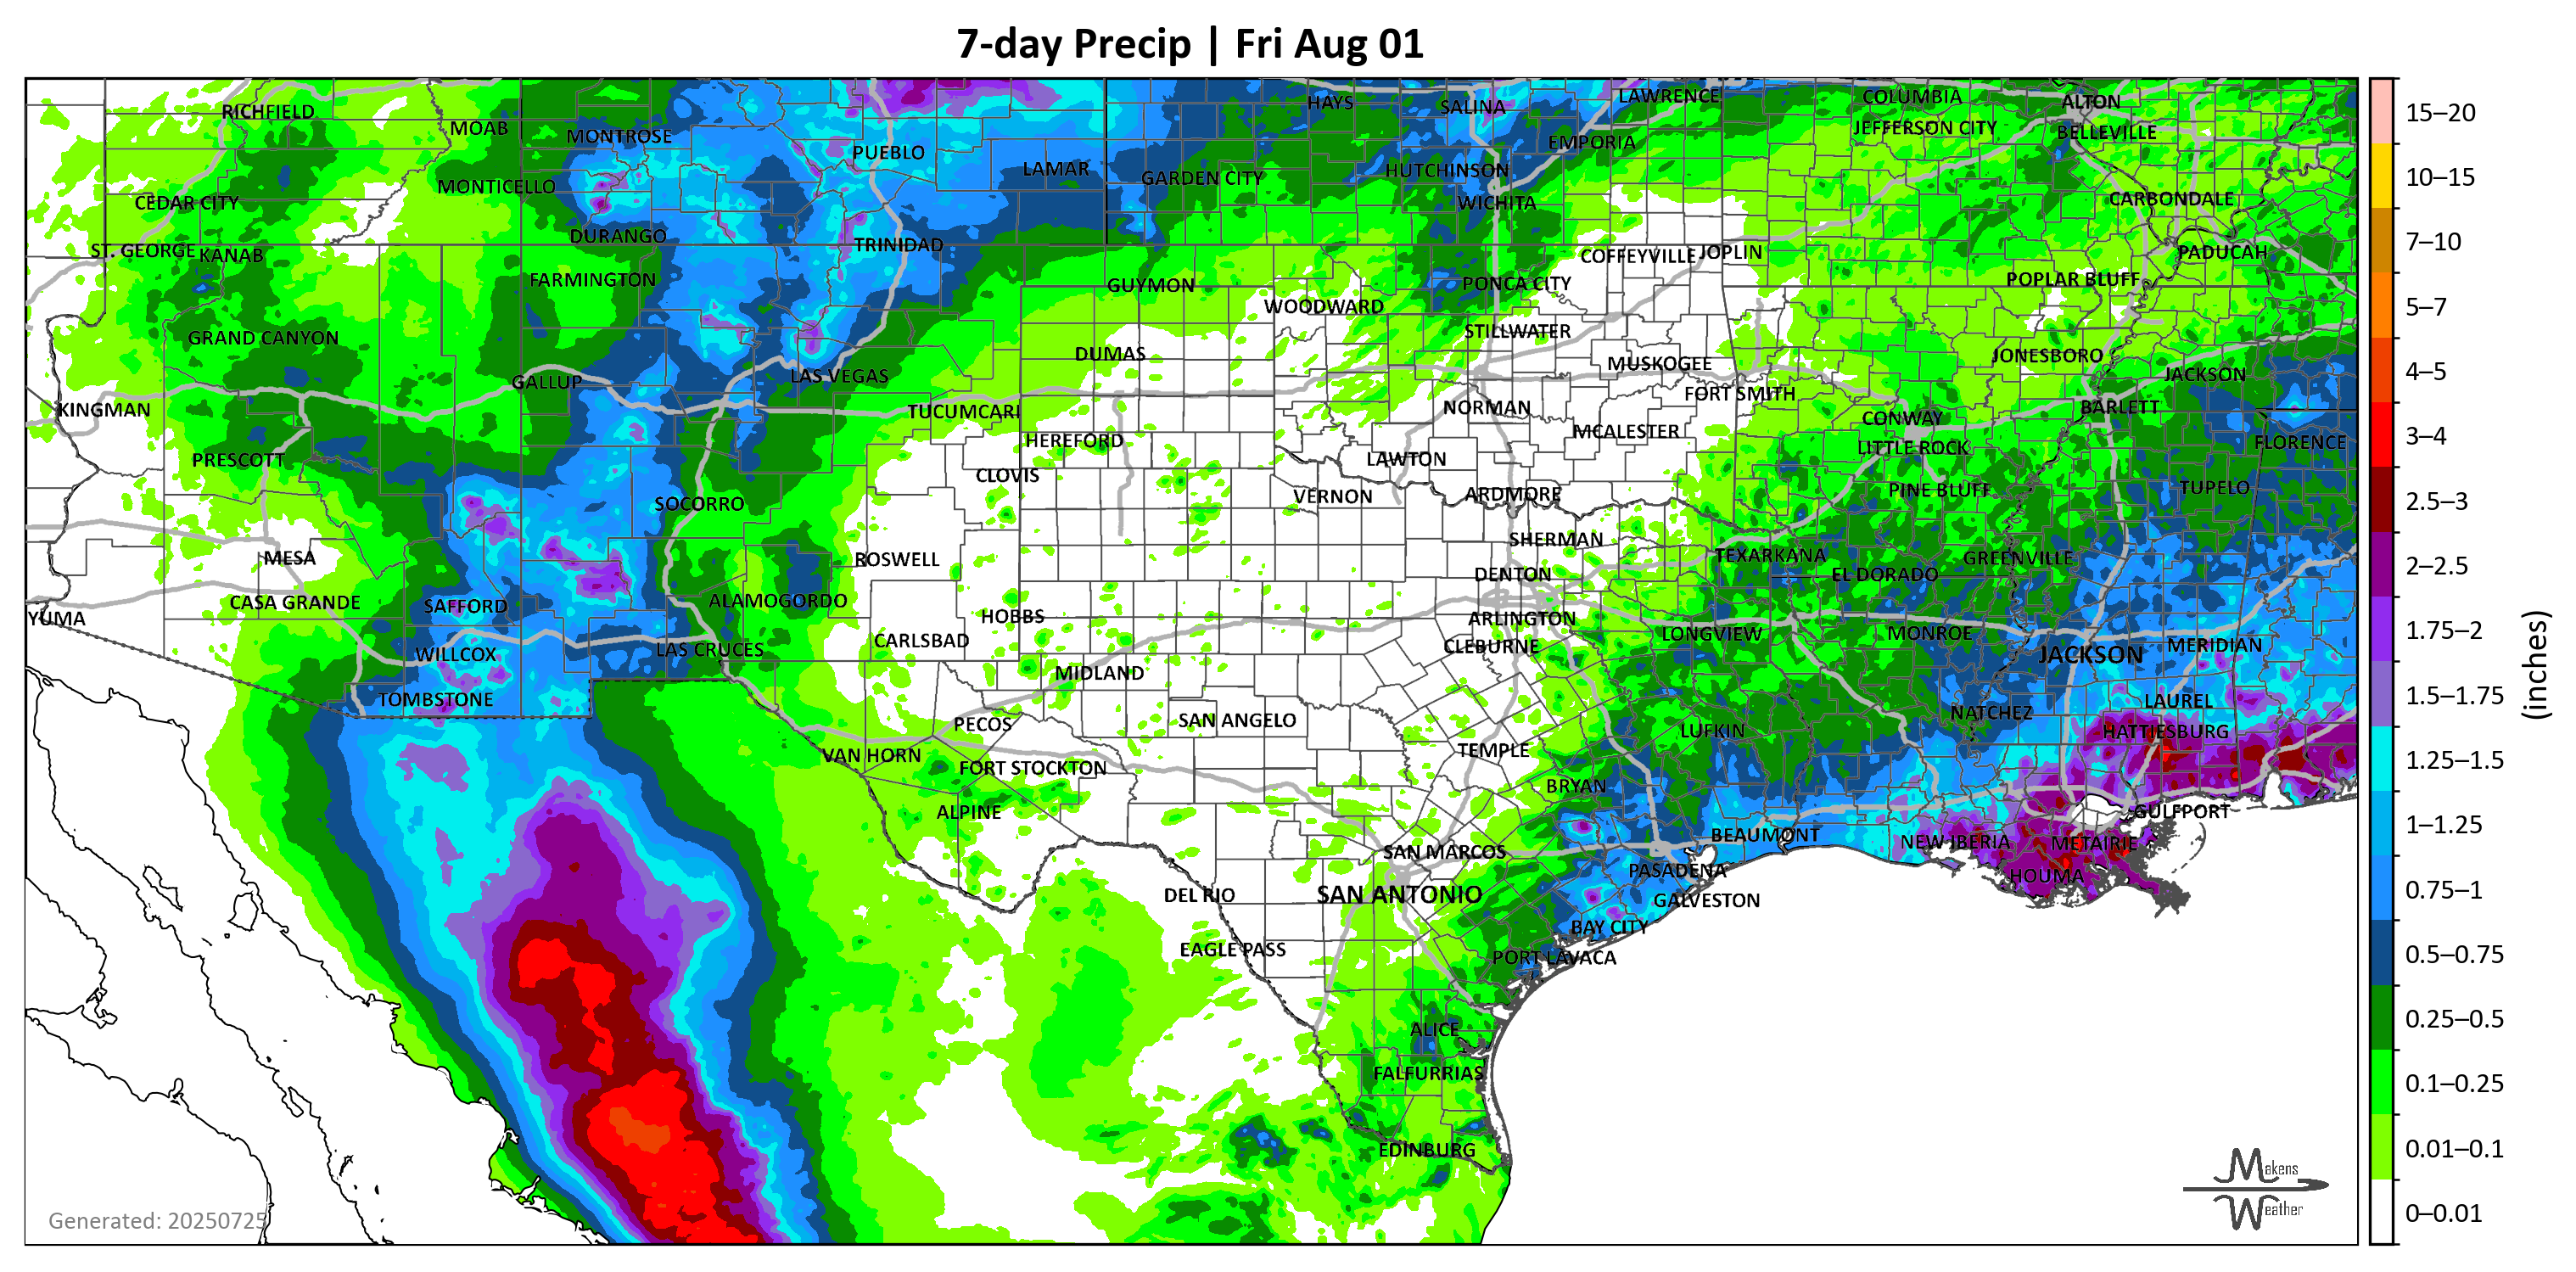 7-day Precip | Fri Aug 01
RICHFIELD
MOAB
MONTROSE
PUEBLO
LAMAR
HAYS
SALINA
LAWRENCE
COLUMBIA
ALTON
JEFFERSON CITY
BELLEVILLE
EMPORIA
HUTCHINSON
GARDEN CITY
MONTICELLO
CEDAR CITY
WICHITA
CARBONDALE
DURANGO
TRINIDAD
ST. GEORGE
KANAB
COFFEYVILLE
JOPLIN
PADUCAH
FARMINGTON
GUYMON
PONCA CITY
POPLAR BLUFF
WOODWARD
STILLWATER
GRAND CANYON
DUMAS
MUSKOGEE
JONESBORO
GALLUP
LAS VEGAS
JACKSON
FORT SMITH
KINGMAN
TUCUMCARI
NORMAN
CONWAY
BARLETT
HEREFORD
MCALESTER
LITTLE ROCK
FLORENCE
PRESCOTT
CLOVIS
LAWTON
VERNON
ARDMORE
PINE BLUFF
TUPELO
SOCORRO
SHERMAN
MESA
ROSWELL
TEXARKANA
GREENVILLE
DENTON
EL DORADO
CASA GRANDE
SAFFORD
ALAMOGORDO
YUMA
HOBBS
ARLINGTON
CARLSBAD
CLEBURNE
LONGVIEW
MONROE
MERIDIAN
WILLCOX
LAS CRUCES
JACKSON
MIDLAND
TOMBSTONE
LAUREL
PECOS
SAN ANGELO
NATCHEZ
LUFKIN
HATTIESBURG
VAN HORN
TEMPLE
FORT STOCKTON
BRYAN
ALPINE
GULFPORT
BEAUMONT
NEW IBERIA
METAIRIE
SAN MARCOS
PASADENA
HOUMA
DEL RIO
SAN ANTONIO
GALVESTON
BAY CITY
EAGLE PASS
PORT LAVACA
ALICE
FALFURRIAS
EDINBURG
Generated: 20250725
Makens
Weather
15–20
10–15
7–10
5–7
4–5
3–4
2.5–3
2–2.5
1.75–2
1.5–1.75
1.25–1.5
1–1.25
0.75–1
0.5–0.75
0.25–0.5
0.1–0.25
0.01–0.1
0–0.01
(inches)